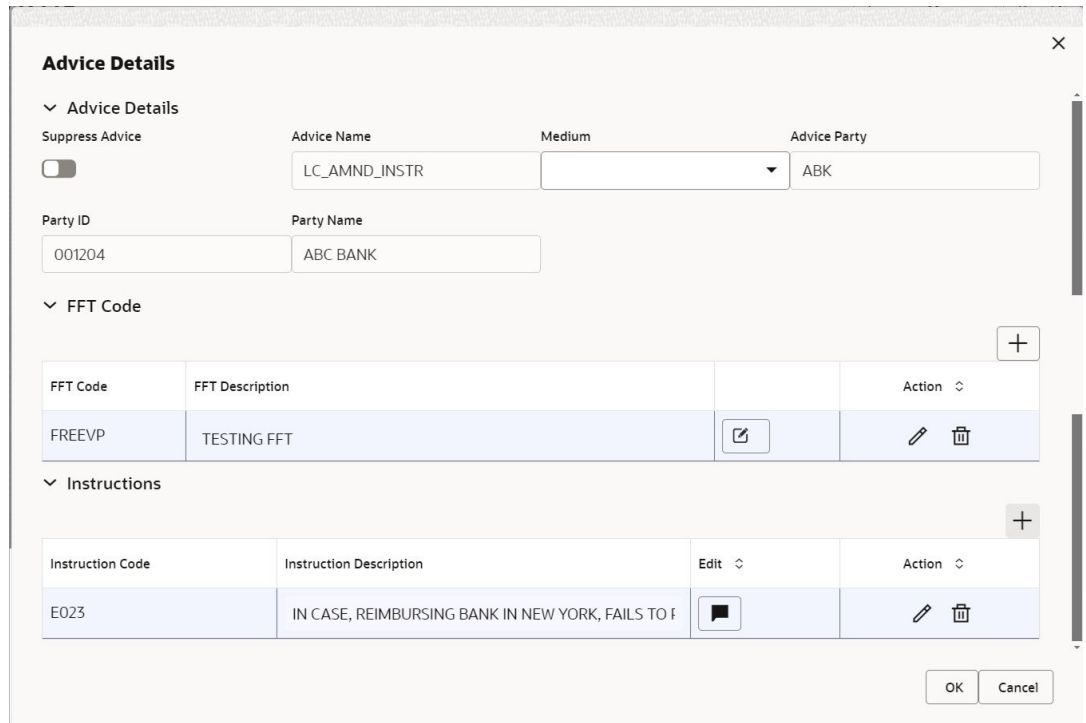 Advice Details
Advice Details
Suppress Advice Advice Name Medium Advice Party
LC_AMND_INSTR ABK
Party ID Party Name
001204 ABC BANK
FFT Code
FFT Code FFT Description Action
FREEVP TESTING FFT
Instructions
Instruction Code Instruction Description Edit Action
E023 IN CASE, REIMBURSING BANK IN NEW YORK, FAILS TO
OK Cancel